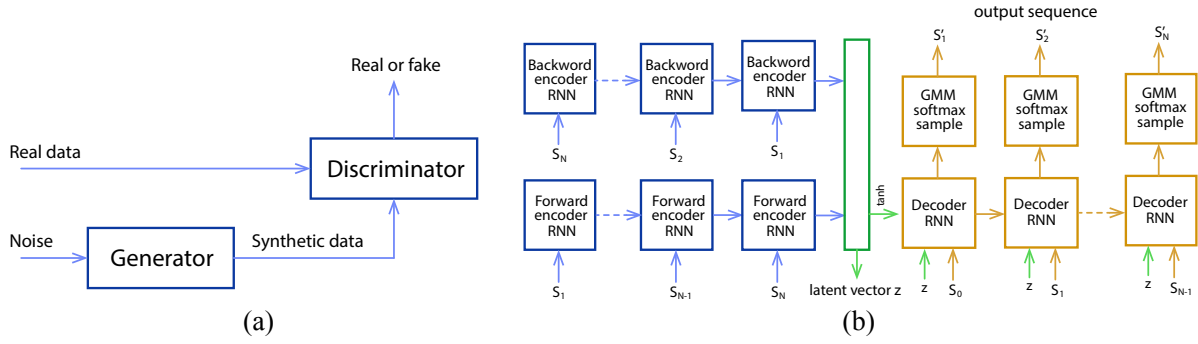 Real or fake
Real data
Discriminator
Noise
Generator
Synthetic data
(a)
output sequence
S'₁
S'₂
S'N
Backword
encoder
RNN
Backword
encoder
RNN
Backword
encoder
RNN
GMM
softmax
sample
GMM
softmax
sample
GMM
softmax
sample
SN
S₂
S₁
Forward
encoder
RNN
Forward
encoder
RNN
Forward
encoder
RNN
tanh
Decoder
RNN
Decoder
RNN
Decoder
RNN
S₁
SN-1
SN
latent vector z
z
S₀
z
S₁
z
SN-1
(b)